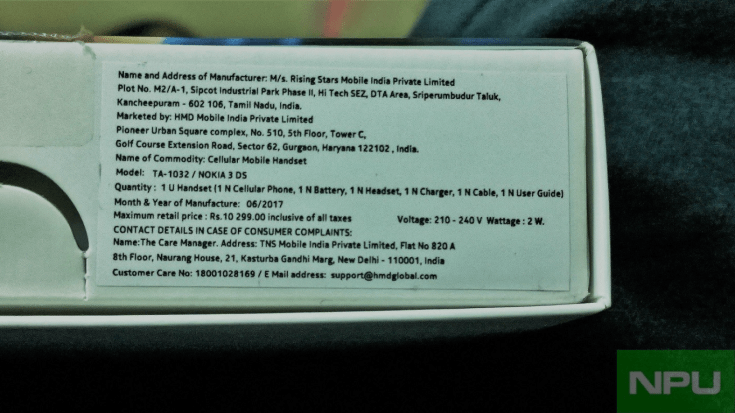 Name and Address of Manufacturer: M/s. Rising Stars Mobile India Private Limited
Plot No. M2/A-1, Sipcot Industrial Park Phase II, Hi Tech SEZ, DTA Area, Sriperumbudur Taluk,
Kancheepuram - 602 106, Tamil Nadu, India.
Marketed by: HMD Mobile India Private Limited
Pioneer Urban Square complex, No. 510, 5th Floor, Tower C,
Golf Course Extension Road, Sector 62, Gurgaon, Haryana 122102 , India.
Name of Commodity: Cellular Mobile Handset
Model: TA-1032 / NOKIA 3 DS
Quantity : 1 U Handset (1 N Cellular Phone, 1 N Battery, 1 N Headset, 1 N Charger, 1 N Cable, 1 N User Guide)
Month & Year of Manufacture: 06/2017
Maximum retail price : Rs.10 299.00 inclusive of all taxes Voltage: 210 - 240 V Wattage : 2 W.
CONTACT DETAILS IN CASE OF CONSUMER COMPLAINTS:
Name:The Care Manager. Address: TNS Mobile India Private Limited, Flat No 820 A
8th Floor, Naurang House, 21, Kasturba Gandhi Marg, New Delhi - 110001, India
Customer Care No: 18001028169 / E Mail address: support@hmdglobal.com
NPU